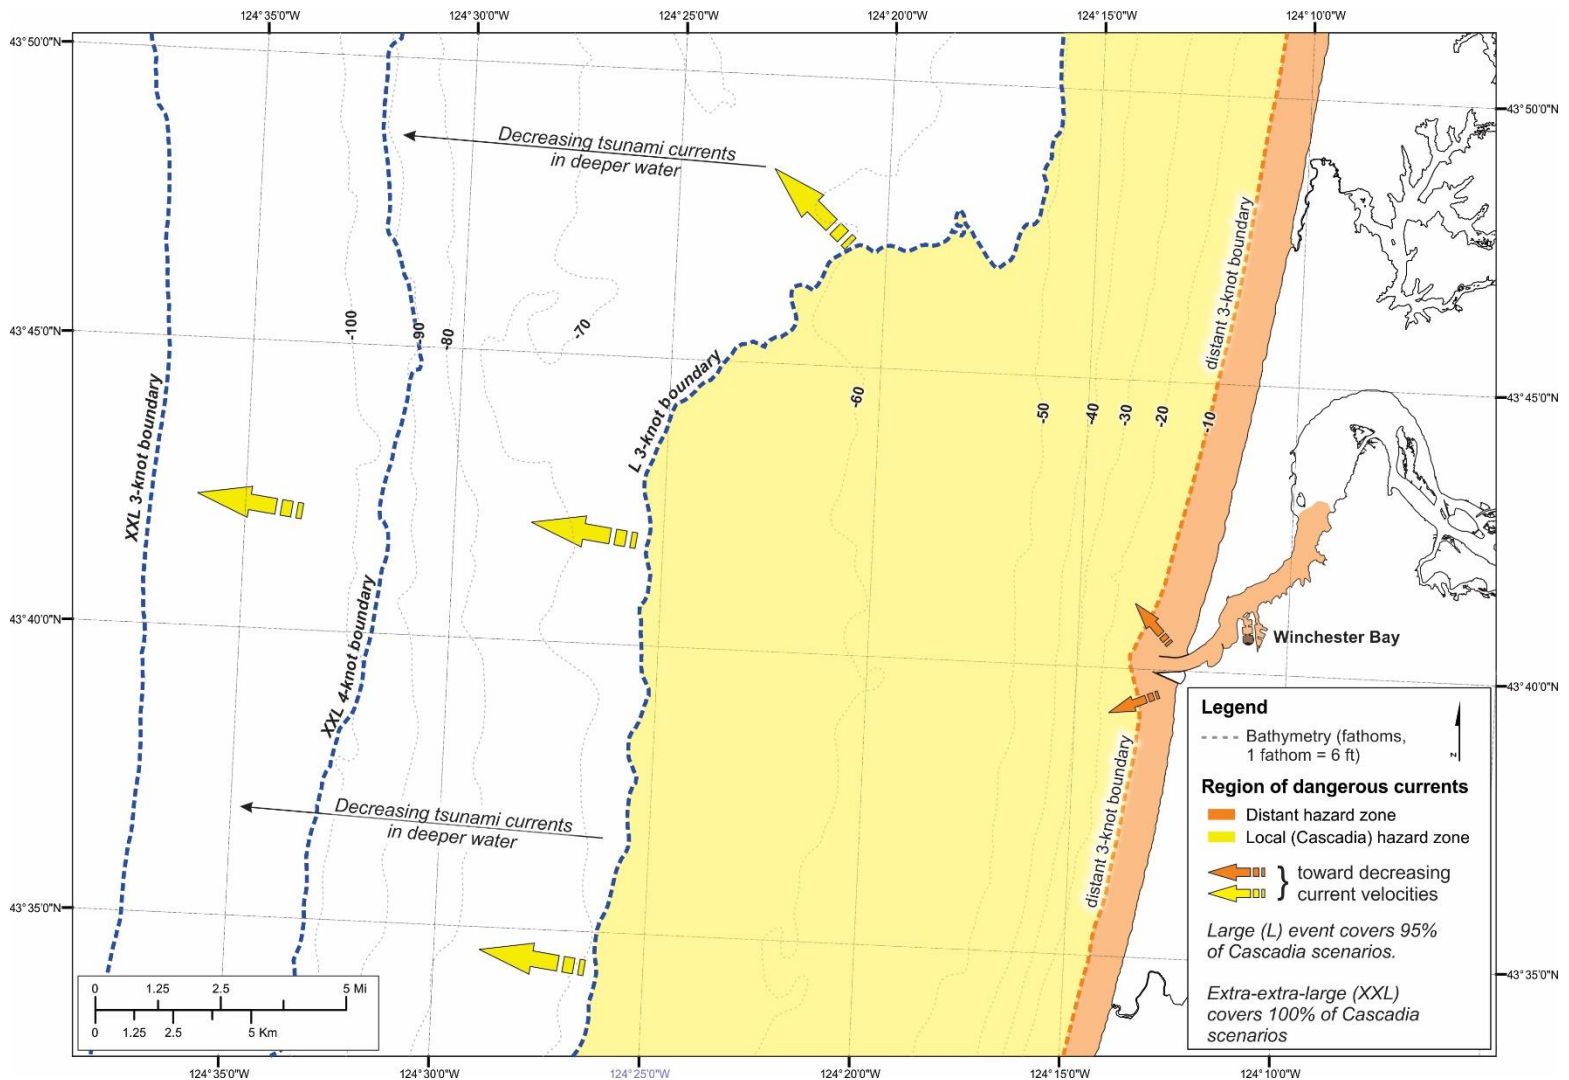 124°35'0"W
124°30'0"W
124°25'0"W
124°20'0"W
124°15'0"W
124°10'0"W
43°50'0"N
43°50'0"N
Decreasing tsunami currents
in deeper water
distant 3-knot boundary
43°45'0"N
-100
-90
-80
-70
L 3-knot boundary
XXL 3-knot boundary
-60
-50
-40
-30
-20
-10
43°45'0"N
43°40'0"N
XXL 4-knot boundary
Winchester Bay
43°40'0"N
distant 3-knot boundary
Decreasing tsunami currents
in deeper water
43°35'0"N
43°35'0"N
Legend
Bathymetry (fathoms,
1 fathom = 6 ft)
N
Region of dangerous currents
Distant hazard zone
Local (Cascadia) hazard zone
} toward decreasing
current velocities
Large (L) event covers 95%
of Cascadia scenarios.
Extra-extra-large (XXL)
covers 100% of Cascadia
scenarios
0 1.25 2.5 5 Mi
0 1.25 2.5 5 Km
124°35'0"W
124°30'0"W
124°25'0"W
124°20'0"W
124°15'0"W
124°10'0"W